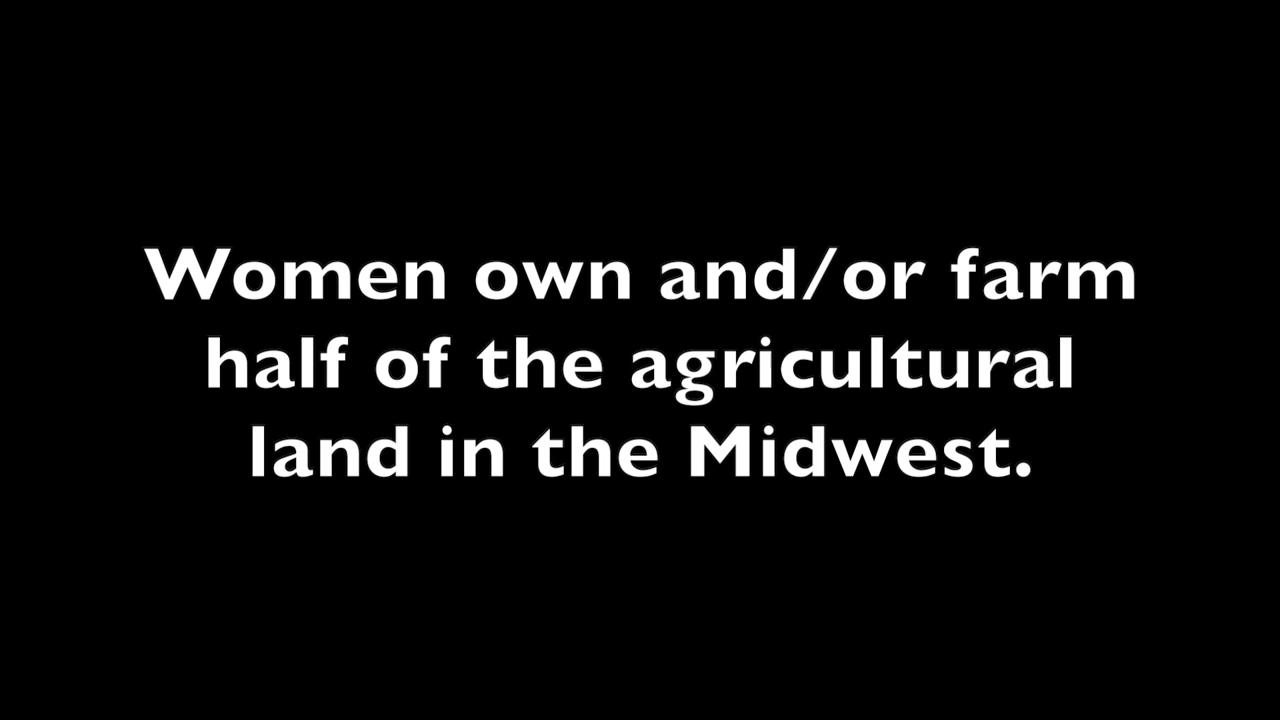 Women own and/or farm
half of the agricultural
land in the Midwest.